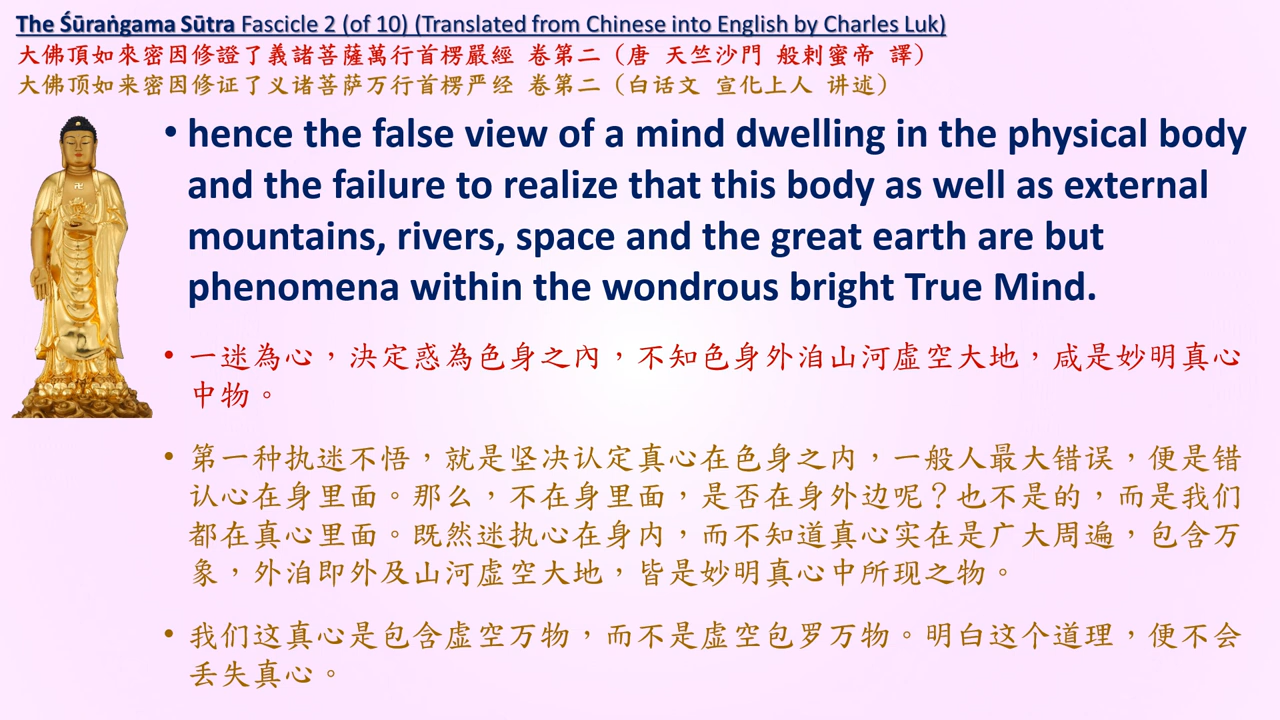 The Śūraṅgama Sūtra Fascicle 2 (of 10) (Translated from Chinese into English by Charles Luk)
大佛頂如來密因修證了義諸菩薩萬行首楞嚴經 卷第二（唐 天竺沙門 般剌蜜帝 譯）
大佛顶如来密因修证了义诸菩萨万行首楞严经 卷第二（白话文 宣化上人 讲述）
• hence the false view of a mind dwelling in the physical body
and the failure to realize that this body as well as external
mountains, rivers, space and the great earth are but
phenomena within the wondrous bright True Mind.
• 一迷為心，決定惑為色身之內，不知色身外洎山河虛空大地，咸是妙明真心
中物。
• 第一种执迷不悟，就是坚决认定真心在色身之内，一般人最大错误，便是错
认心在身里面。那么，不在身里面，是否在身外边呢？也不是的，而是我们
都在真心里面。既然迷执心在身内，而不知道真心实在是广大周遍，包含万
象，外洎即外及山河虚空大地，皆是妙明真心中所现之物。
• 我们这真心是包含虚空万物，而不是虚空包罗万物。明白这个道理，便不会
丢失真心。